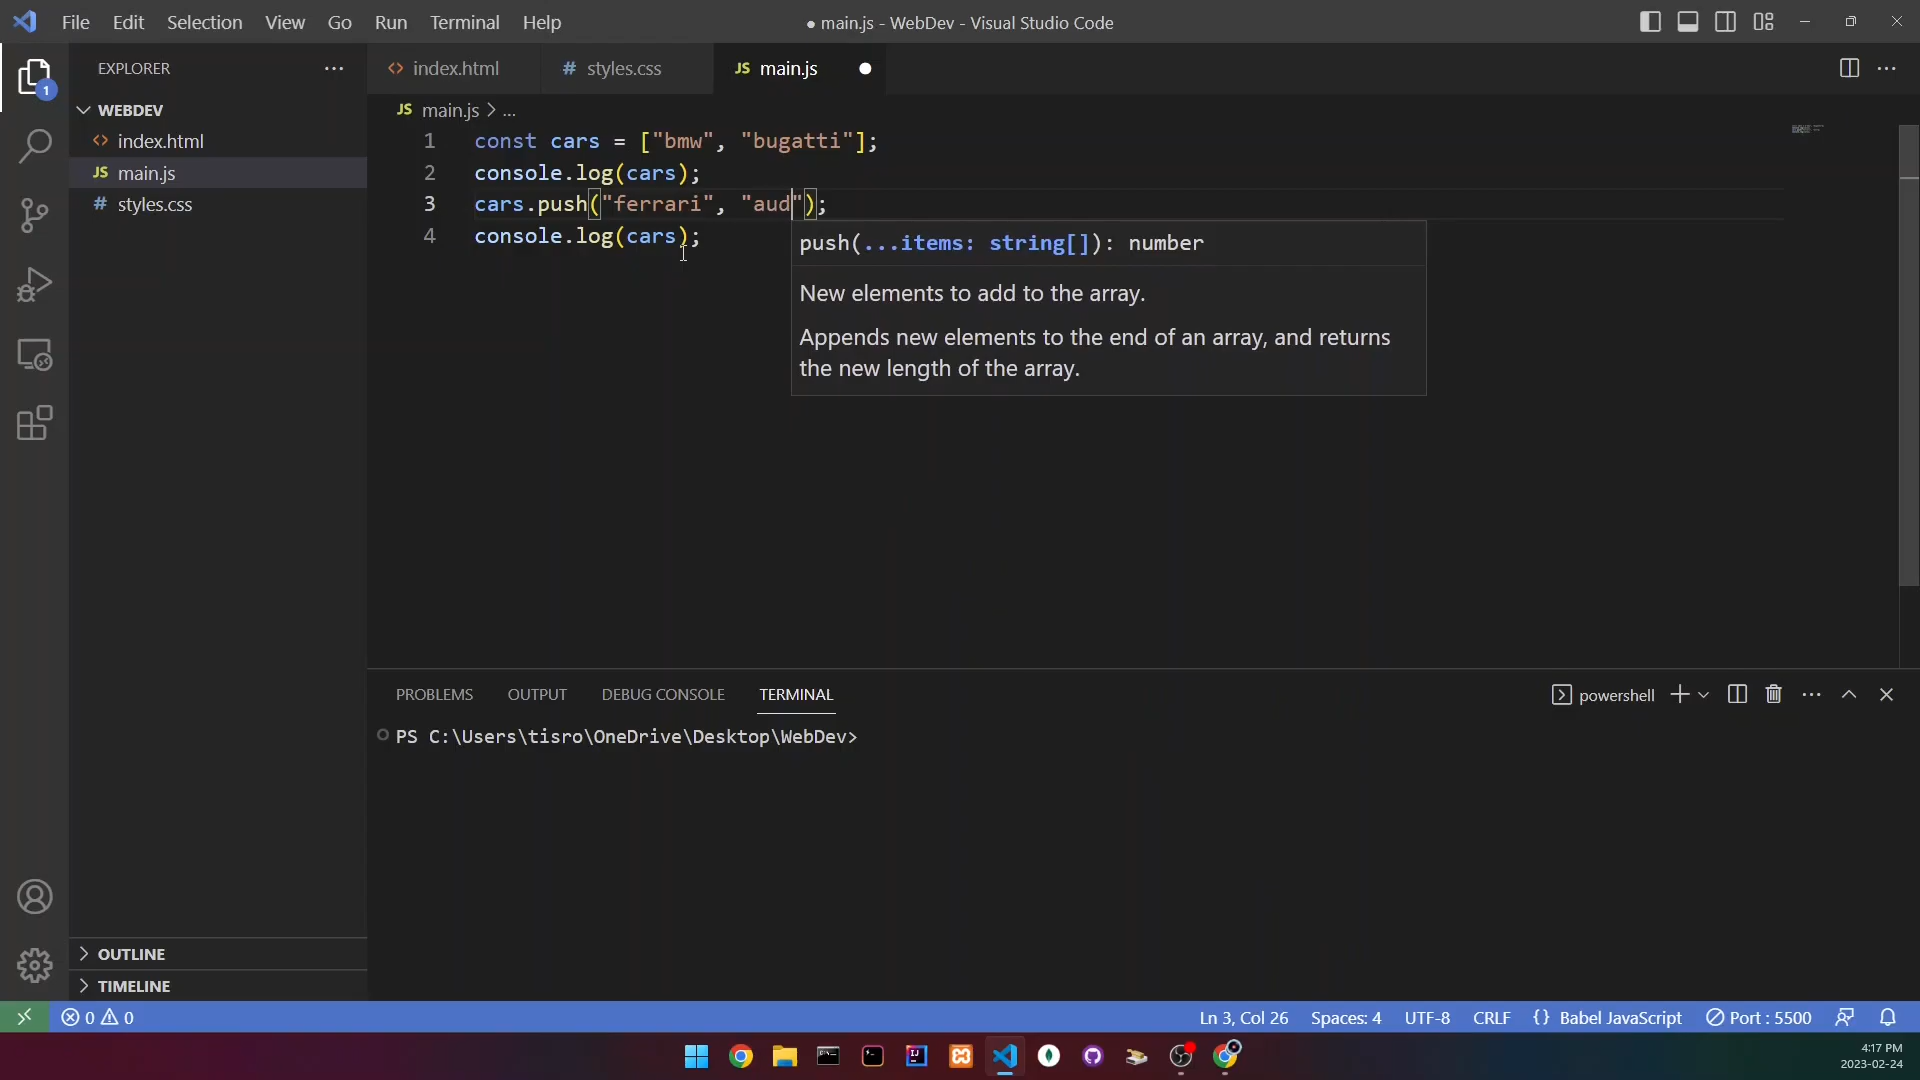 File Edit Selection View Go Run Terminal Help
● main.js - WebDev - Visual Studio Code
1
EXPLORER
WEBDEV
index.html
JS main.js
# styles.css
OUTLINE
TIMELINE
index.html # styles.css JS main.js
JS main.js > ...
1 const cars = ["bmw", "bugatti"];
2 console.log(cars);
3 cars.push("ferrari", "aud");
4 console.log(cars);
push(...items: string[]): number
New elements to add to the array.
Appends new elements to the end of an array, and returns
the new length of the array.
PROBLEMS OUTPUT DEBUG CONSOLE TERMINAL
powershell
PS C:\Users\tisro\OneDrive\Desktop\WebDev>
0 0
Ln 3, Col 26 Spaces: 4 UTF-8 CRLF {} Babel JavaScript Port : 5500
4:17 PM
2023-02-24